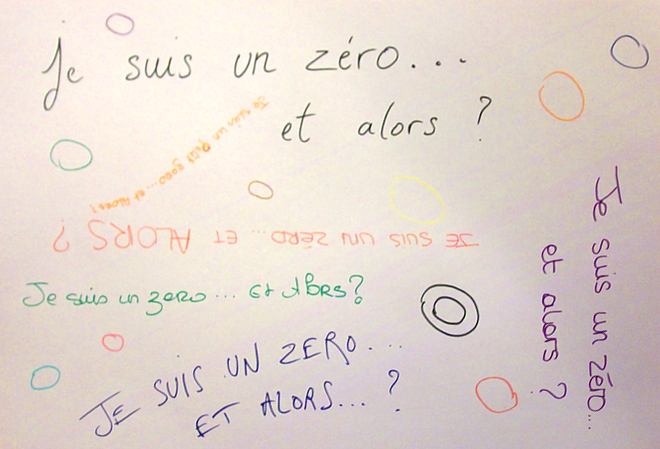 Je suis un zéro...
et alors ?
Je suis un petit zero... et alors ?
JE SUIS UN ZÉRO... ET ALORS ?
Je suis un zero... et alors ?
JE SUIS UN ZERO...
ET ALORS... ?
Je suis un zéro...
et alors ?